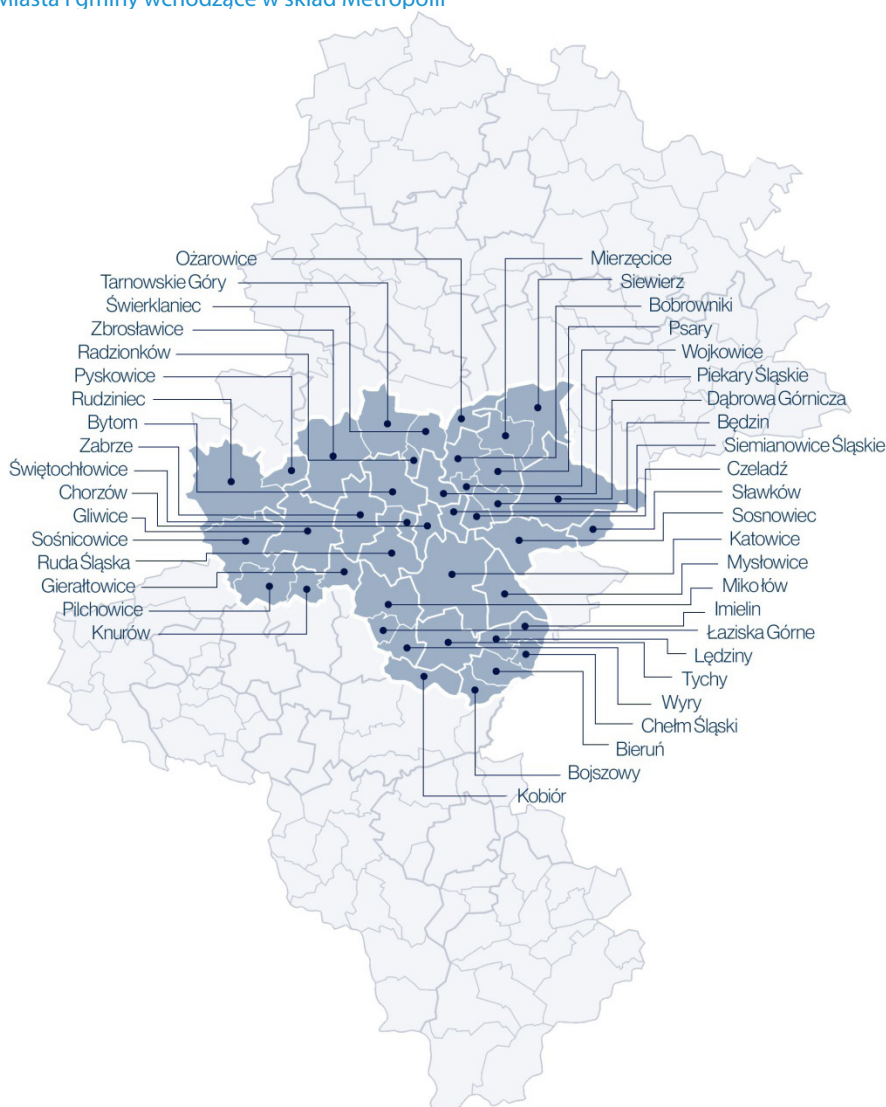 Miasta i gminy wchodzące w skład Metropolii
Ożarowice
Tarnowskie Góry
Świerklaniec
Zbrosławice
Radzionków
Pyskowice
Rudziniec
Bytom
Zabrze
Świętochłowice
Chorzów
Gliwice
Sośnicowice
Ruda Śląska
Gierałtowice
Pilchowice
Knurów
Mierzęcice
Siewierz
Bobrowniki
Psary
Wojkowice
Piekary Śląskie
Dąbrowa Górnicza
Będzin
Siemianowice Śląskie
Czeladź
Sławków
Sosnowiec
Katowice
Mysłowice
Mikołów
Imielin
Łaziska Górne
Lędziny
Tychy
Wyry
Chełm Śląski
Bieruń
Bojszowy
Kobiór